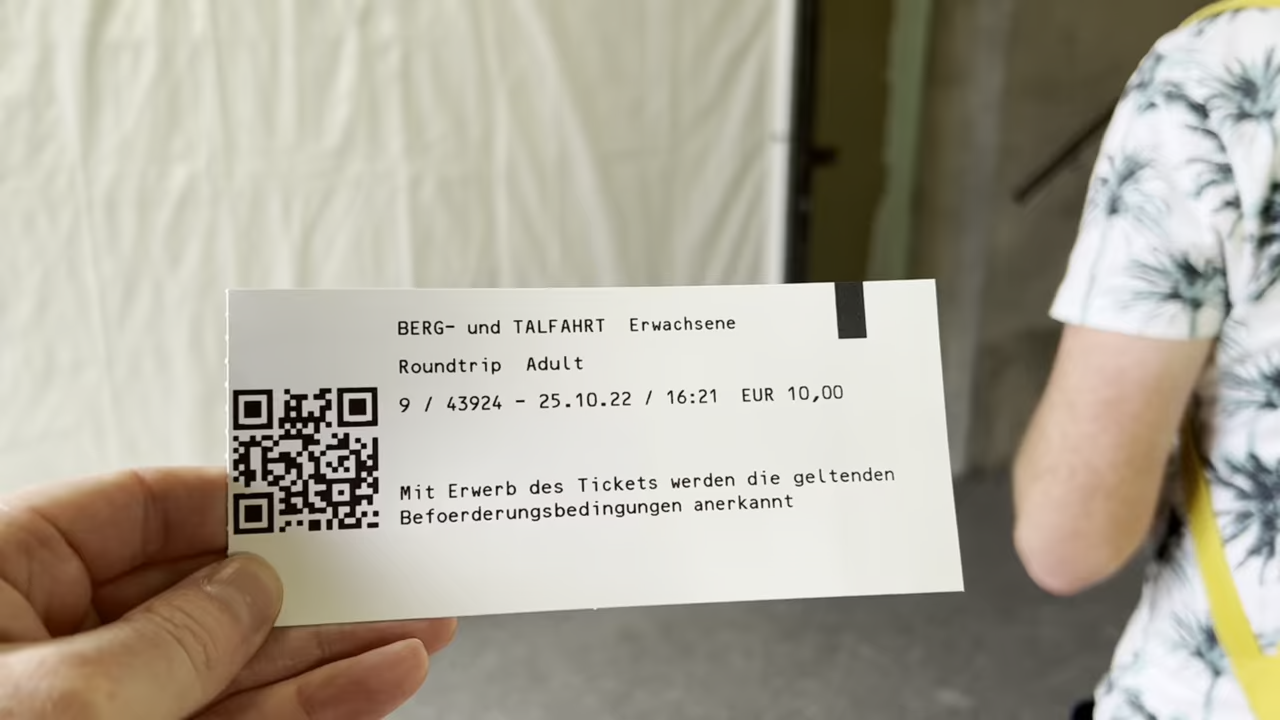 BERG- und TALFAHRT Erwachsene
Roundtrip Adult
9 / 43924 - 25.10.22 / 16:21 EUR 10,00
Mit Erwerb des Tickets werden die geltenden
Befoerderungsbedingungen anerkannt